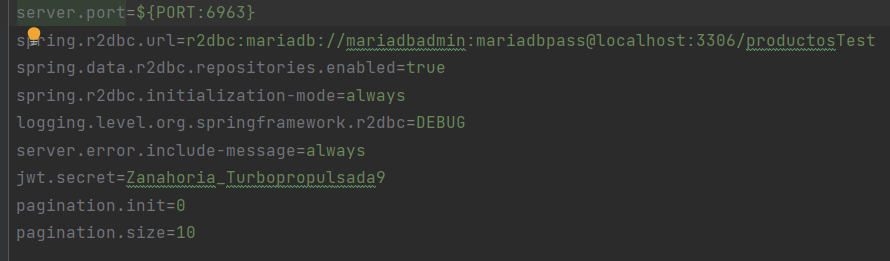 server.port=${PORT:6963}
spring.r2dbc.url=r2dbc:mariadb://mariadbadmin:mariadbpass@localhost:3306/productosTest
spring.data.r2dbc.repositories.enabled=true
spring.r2dbc.initialization-mode=always
logging.level.org.springframework.r2dbc=DEBUG
server.error.include-message=always
jwt.secret=Zanahoria_Turbopropulsada9
pagination.init=0
pagination.size=10